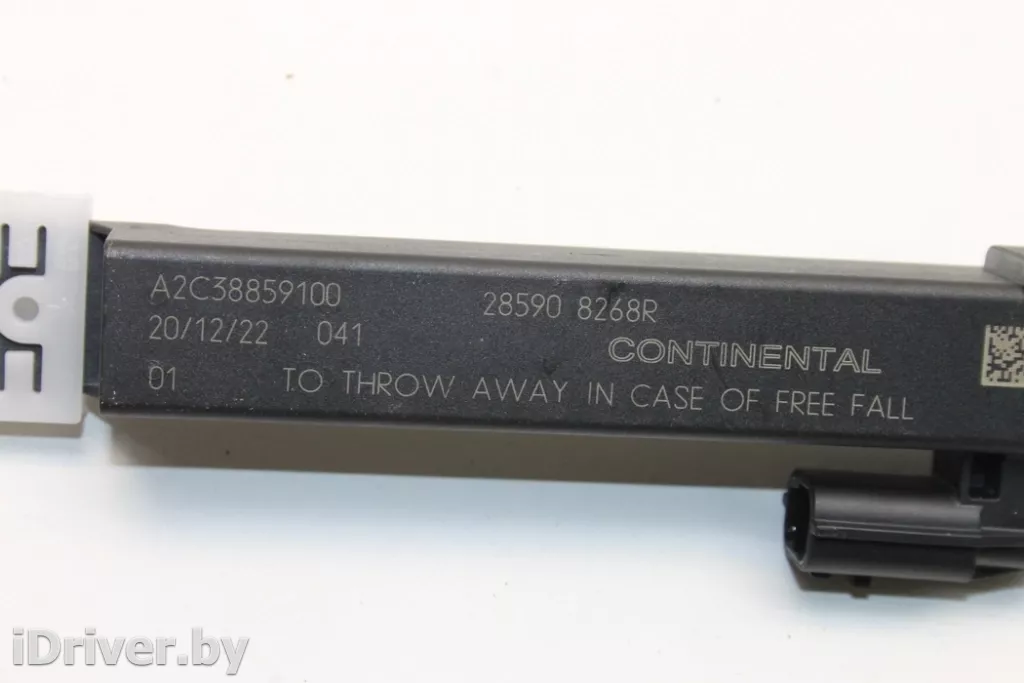 A2C38859100 28590 8268R
20/12/22 041
CONTINENTAL
01 TO THROW AWAY IN CASE OF FREE FALL
iDriver.by